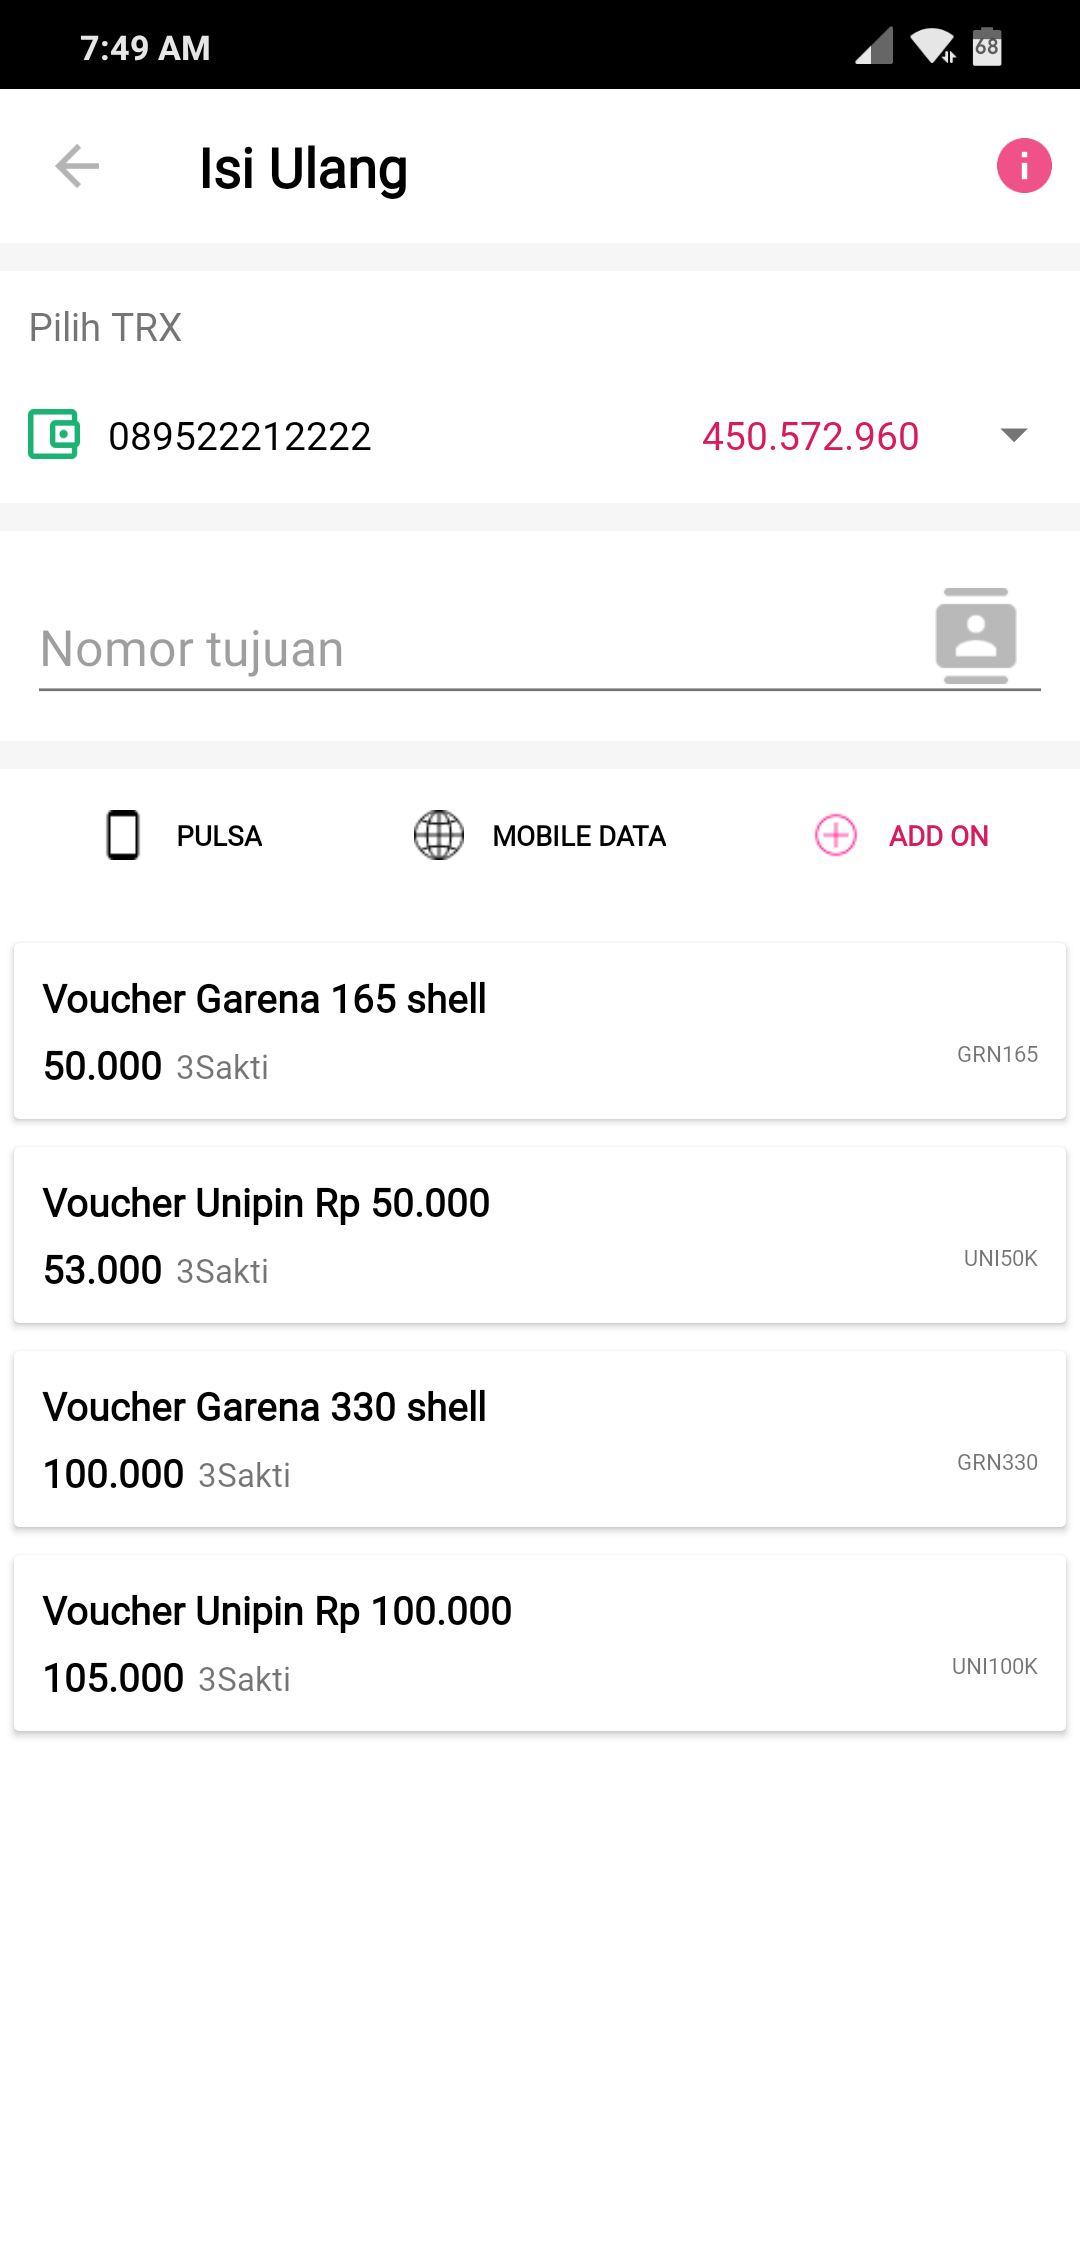 7:49 AM
68
Isi Ulang
Pilih TRX
089522212222 450.572.960
Nomor tujuan
PULSA MOBILE DATA ADD ON
Voucher Garena 165 shell
50.000 3Sakti GRN165
Voucher Unipin Rp 50.000
53.000 3Sakti UNI50K
Voucher Garena 330 shell
100.000 3Sakti GRN330
Voucher Unipin Rp 100.000
105.000 3Sakti UNI100K